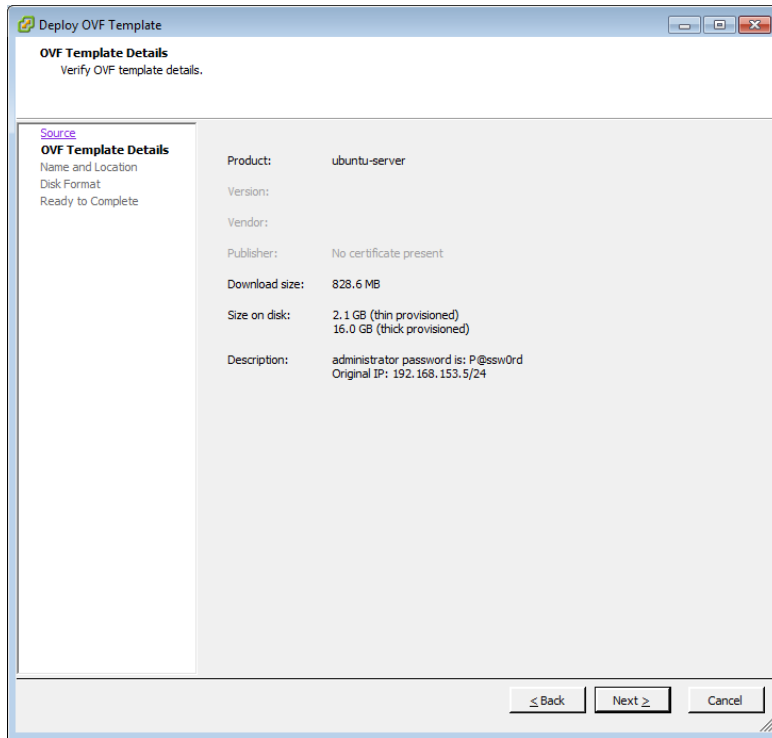 Deploy OVF Template
OVF Template Details
Verify OVF template details.
Source
OVF Template Details
Name and Location
Disk Format
Ready to Complete
Product: ubuntu-server
Version:
Vendor:
Publisher: No certificate present
Download size: 828.6 MB
Size on disk: 2.1 GB (thin provisioned)
16.0 GB (thick provisioned)
Description: administrator password is: P@ssw0rd
Original IP: 192.168.153.5/24
< Back Next > Cancel